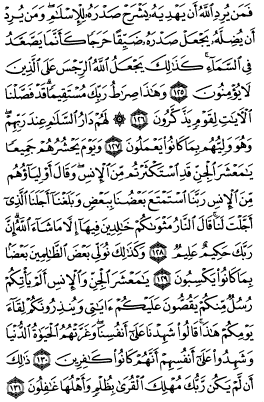 فَمَن يُرِدِ ٱللَّهُ أَن يَهْدِيَهُۥ يَشْرَحْ صَدْرَهُۥ لِلْإِسْلَٰمِ ۖ وَمَن يُرِدْ
أَن يُضِلَّهُۥ يَجْعَلْ صَدْرَهُۥ ضَيِّقًا حَرَجًا كَأَنَّمَا يَصَّعَّدُ
فِى ٱلسَّمَآءِ ۚ كَذَٰلِكَ يَجْعَلُ ٱللَّهُ ٱلرِّجْسَ عَلَى ٱلَّذِينَ
لَا يُؤْمِنُونَ ١٢٥ وَهَٰذَا صِرَٰطُ رَبِّكَ مُسْتَقِيمًا ۗ قَدْ فَصَّلْنَا
ٱلْءَايَٰتِ لِقَوْمٍ يَذَّكَّرُونَ ١٢٦ ۞ لَهُمْ دَارُ ٱلسَّلَٰمِ عِندَ رَبِّهِمْ ۖ
وَهُوَ وَلِيُّهُم بِمَا كَانُوا۟ يَعْمَلُونَ ١٢٧ وَيَوْمَ يَحْشُرُهُمْ جَمِيعًا
يَٰمَعْشَرَ ٱلْجِنِّ قَدِ ٱسْتَكْثَرْتُم مِّنَ ٱلْإِنسِ ۖ وَقَالَ أَوْلِيَآؤُهُم
مِّنَ ٱلْإِنسِ رَبَّنَا ٱسْتَمْتَعَ بَعْضُنَا بِبَعْضٍ وَبَلَغْنَآ أَجَلَنَا ٱلَّذِىٓ
أَجَّلْتَ لَنَا ۚ قَالَ ٱلنَّارُ مَثْوَىٰكُمْ خَٰلِدِينَ فِيهَآ إِلَّا مَا شَآءَ ٱللَّهُ ۗ إِنَّ
رَبَّكَ حَكِيمٌ عَلِيمٌ ١٢٨ وَكَذَٰلِكَ نُوَلِّى بَعْضَ ٱلظَّٰلِمِينَ بَعْضًۢا
بِمَا كَانُوا۟ يَكْسِبُونَ ١٢٩ يَٰمَعْشَرَ ٱلْجِنِّ وَٱلْإِنسِ أَلَمْ يَأْتِكُمْ
رُسُلٌ مِّنكُمْ يَقُصُّونَ عَلَيْكُمْ ءَايَٰتِى وَيُنذِرُونَكُمْ لِقَآءَ
يَوْمِكُمْ هَٰذَا ۚ قَالُوا۟ شَهِدْنَا عَلَىٰٓ أَنفُسِنَا ۖ وَغَرَّتْهُمُ ٱلْحَيَوٰةُ ٱلدُّنْيَا
وَشَهِدُوا۟ عَلَىٰٓ أَنفُسِهِمْ أَنَّهُمْ كَانُوا۟ كَٰفِرِينَ ١٣٠ ذَٰلِكَ
أَن لَّمْ يَكُن رَّبُّكَ مُهْلِكَ ٱلْقُرَىٰ بِظُلْمٍ وَأَهْلُهَا غَٰفِلُونَ ١٣١